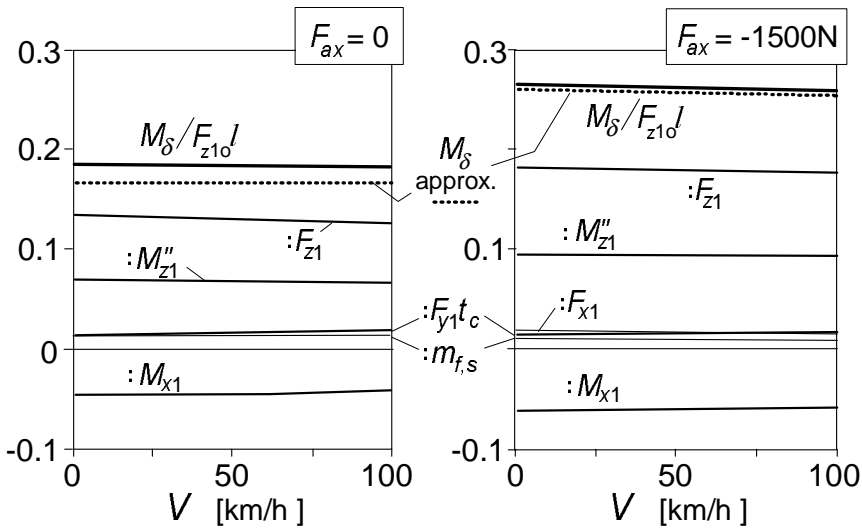 F_ax = 0
0.3
M_δ/F_z1o l
0.2
:F_z1
:M″_z1
0.1
0
:M_x1
-0.1
0 50 100
V [km/h]
M_δ
approx.
:F_y1 t_c
:m_f,s
F_ax = -1500N
0.3
M_δ/F_z1o l
:F_z1
:M″_z1
0.1
:F_x1
0
:M_x1
-0.1
0 50 100
V [km/h]